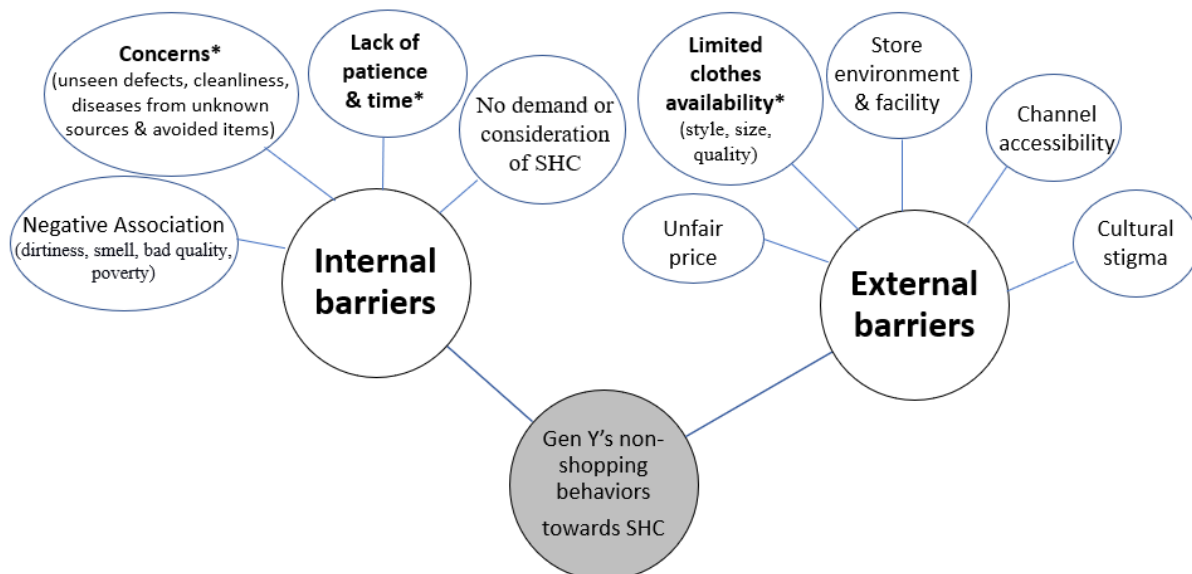 Concerns*
(unseen defects, cleanliness,
diseases from unknown
sources & avoided items)
Lack of
patience
& time*
No demand or
consideration
of SHC
Negative Association
(dirtiness, smell, bad quality,
poverty)
Internal
barriers
Limited
clothes
availability*
(style, size,
quality)
Store
environment
& facility
Channel
accessibility
Unfair
price
Cultural
stigma
External
barriers
Gen Y’s non-
shopping
behaviors
towards SHC